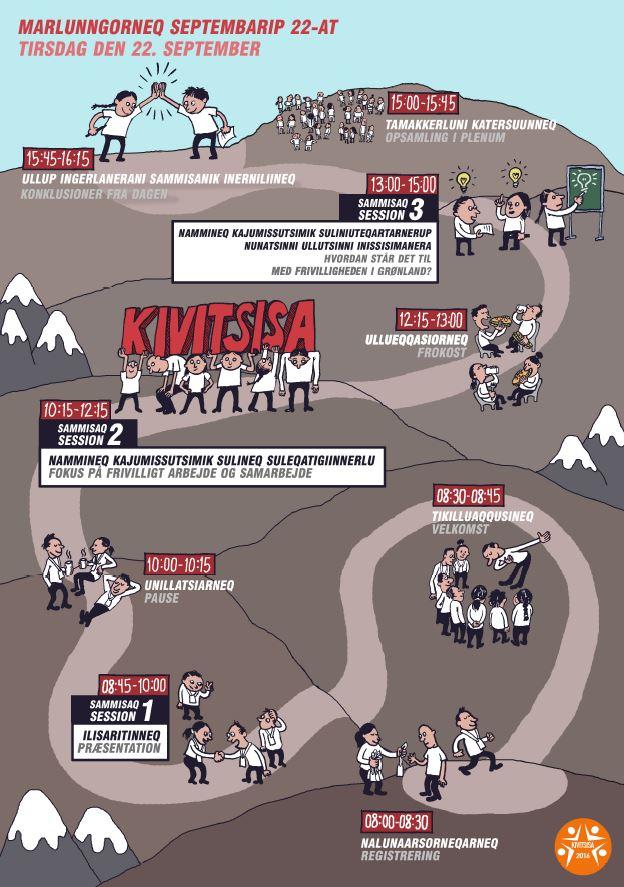 MARLUNNGORNEQ SEPTEMBARIP 22-AT
TIRSDAG DEN 22. SEPTEMBER
15:00-15:45
TAMAKKERLUNI KATERSUUNNEQ
OPSAMLING I PLENUM
15:45-16:15
ULLUP INGERLANERANI SAMMISANIK INERNILIINEQ
KONKLUSIONER FRA DAGEN
13:00-15:00
SAMMISAQ
SESSION 3
NAMMINEQ KAJUMISSUTSIMIK SULINIUTEQARTARNERUP
NUNATSINNI ULLUTSINNI INISSISIMANERA
HVORDAN STÅR DET TIL
MED FRIVILLIGHEDEN I GRØNLAND?
KIVITSISA
12:15-13:00
ULLUEQQASIORNEQ
FROKOST
10:15-12:15
SAMMISAQ
SESSION 2
NAMMINEQ KAJUMISSUTSIMIK SULINEQ SULEQATIGIINNERLU
FOKUS PÅ FRIVILLIGT ARBEJDE OG SAMARBEJDE
08:30-08:45
TIKILLUAQQUSINEQ
VELKOMST
10:00-10:15
UNILLATSIARNEQ
PAUSE
08:45-10:00
SAMMISAQ
SESSION 1
ILISARITINNEQ
PRÆSENTATION
08:00-08:30
NALUNAARSORNEQARNEQ
REGISTRERING
KIVITSISA
2016